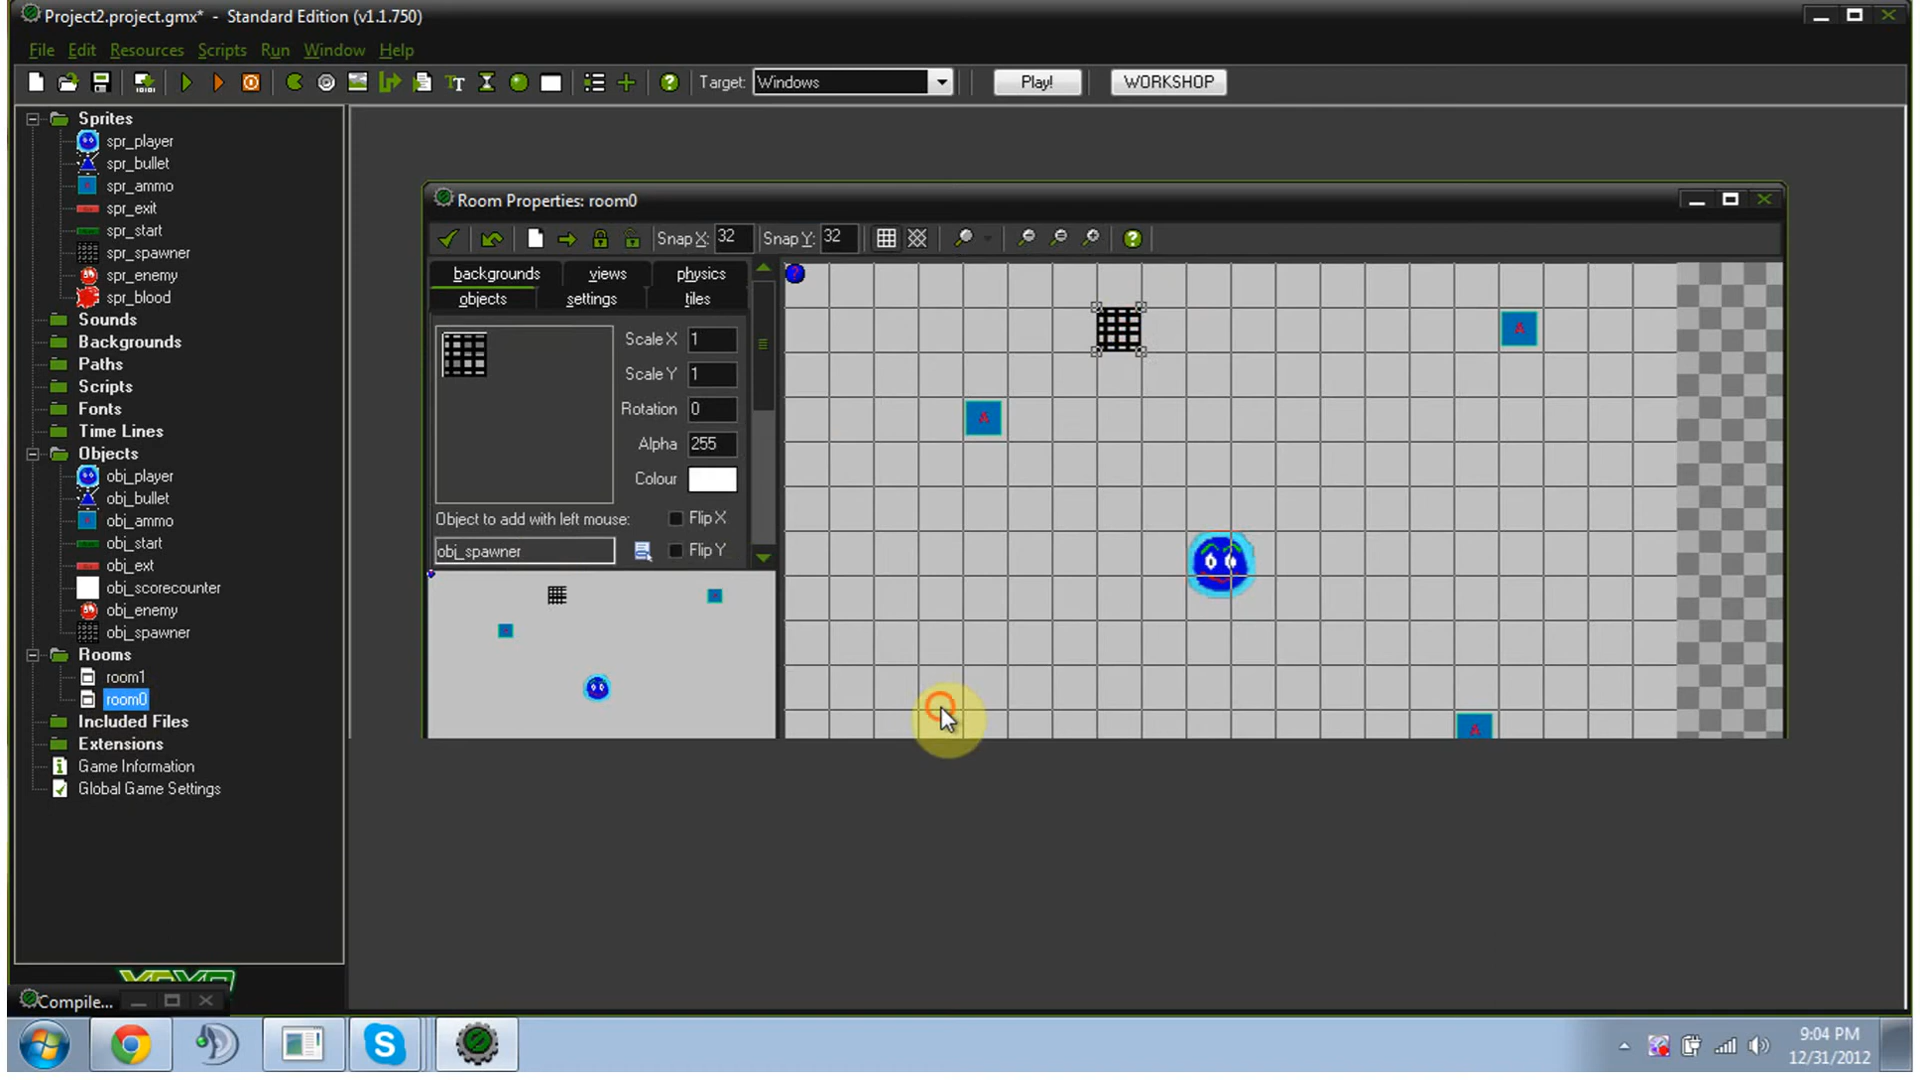 Project2.project.gmx* - Standard Edition (v1.1.750)
File Edit Resources Scripts Run Window Help
Target: Windows Play! WORKSHOP
Sprites
spr_player
spr_bullet
spr_ammo
spr_exit
spr_start
spr_spawner
spr_enemy
spr_blood
Sounds
Backgrounds
Paths
Scripts
Fonts
Time Lines
Objects
obj_player
obj_bullet
obj_ammo
obj_start
obj_ext
obj_scorecounter
obj_enemy
obj_spawner
Rooms
room1
room0
Included Files
Extensions
Game Information
Global Game Settings
Room Properties: room0
Snap X: 32 Snap Y: 32
backgrounds views physics
objects settings tiles
Scale X 1
Scale Y 1
Rotation 0
Alpha 255
Colour
Object to add with left mouse: Flip X
obj_spawner Flip Y
?
A
A
A
Compile...
9:04 PM
12/31/2012